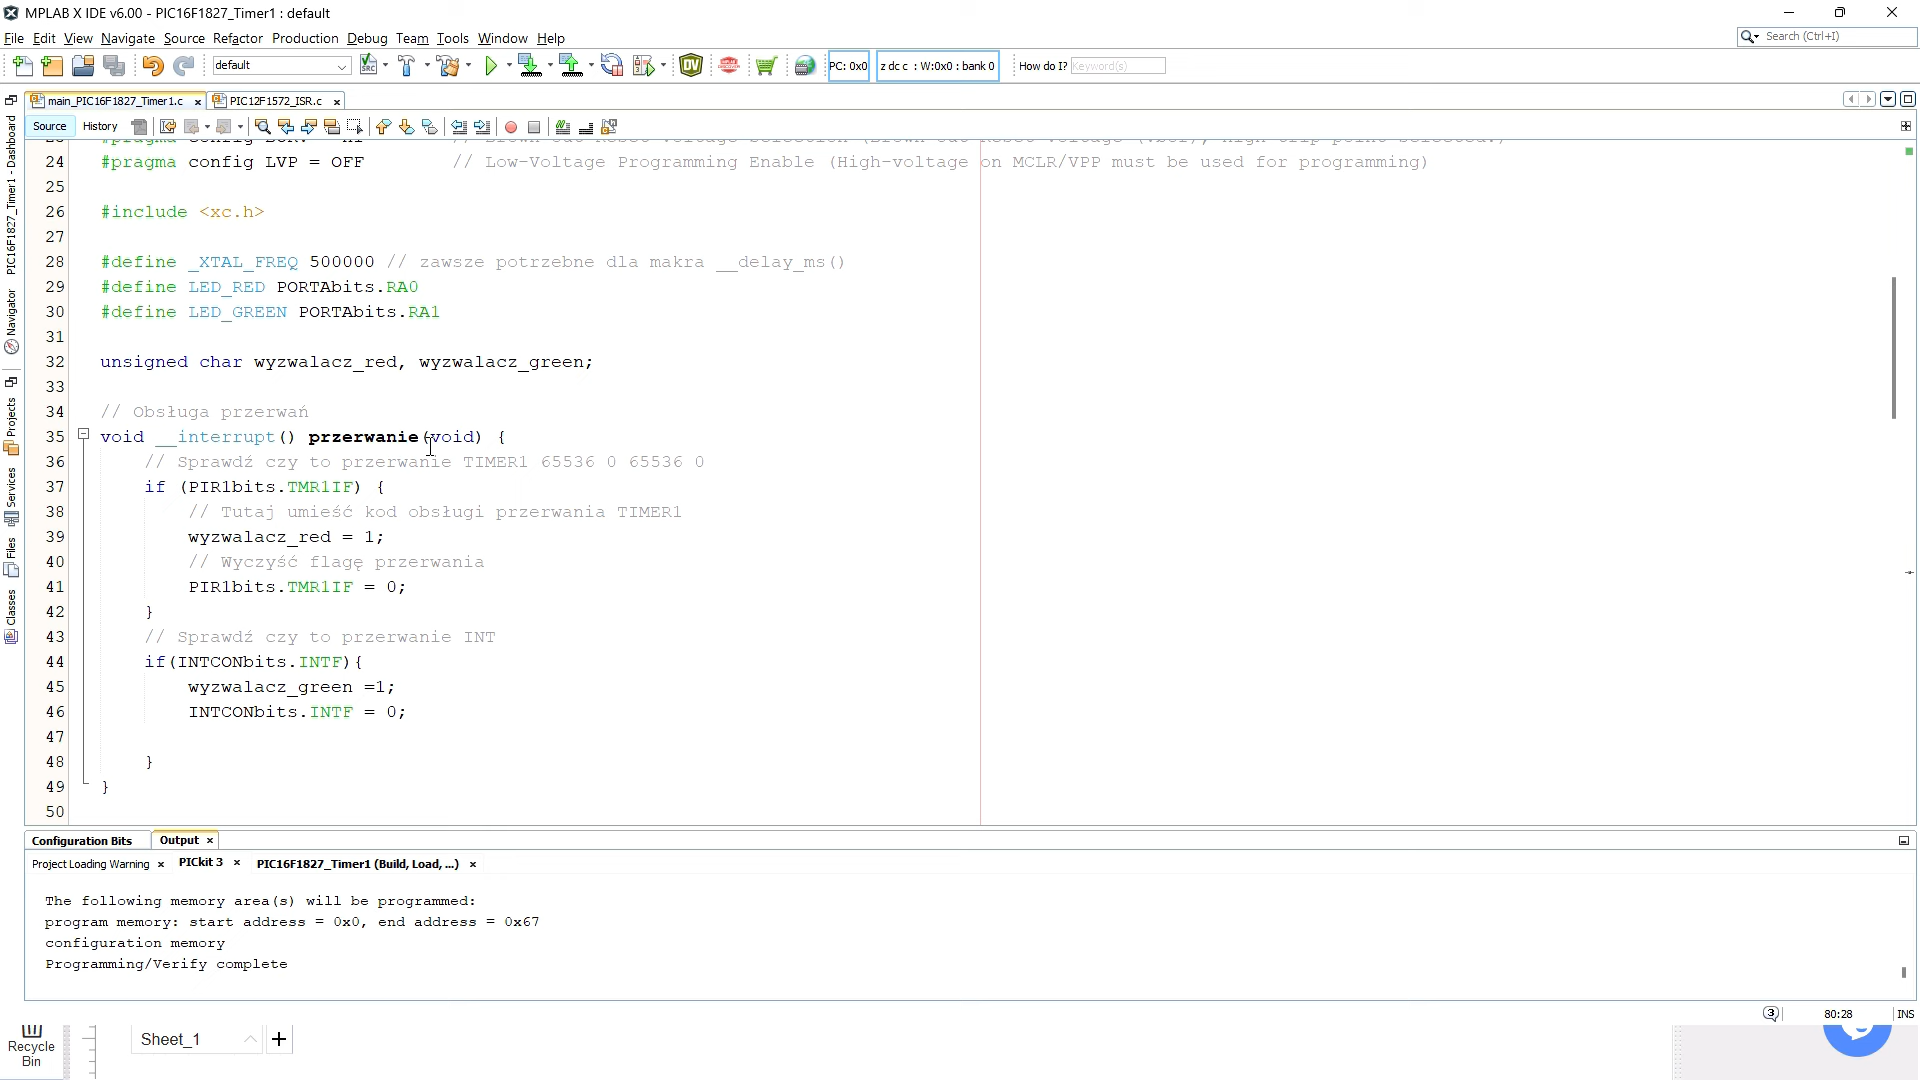 MPLAB X IDE v6.00 - PIC16F1827_Timer1 : default
File Edit View Navigate Source Refactor Production Debug Team Tools Window Help
Search (Ctrl+I)
default
PC: 0x0
z dc c : W:0x0 : bank 0
How do I? Keyword(s)
main_PIC16F1827_Timer1.c
PIC12F1572_ISR.c
Source History
24 #pragma config LVP = OFF // Low-Voltage Programming Enable (High-voltage on MCLR/VPP must be used for programming)
25
26 #include <xc.h>
27
28 #define _XTAL_FREQ 500000 // zawsze potrzebne dla makra __delay_ms()
29 #define LED_RED PORTAbits.RA0
30 #define LED_GREEN PORTAbits.RA1
31
32 unsigned char wyzwalacz_red, wyzwalacz_green;
33
34 // Obsługa przerwań
35 void __interrupt() przerwanie(void) {
36 // Sprawdź czy to przerwanie TIMER1 65536 0 65536 0
37 if (PIR1bits.TMR1IF) {
38 // Tutaj umieść kod obsługi przerwania TIMER1
39 wyzwalacz_red = 1;
40 // Wyczyść flagę przerwania
41 PIR1bits.TMR1IF = 0;
42 }
43 // Sprawdź czy to przerwanie INT
44 if(INTCONbits.INTF){
45 wyzwalacz_green =1;
46 INTCONbits.INTF = 0;
47
48 }
49 }
50
PIC16F1827_Timer1 - Dashboard
Navigator
Projects
Services
Files
Classes
Configuration Bits
Output
Project Loading Warning
PICkit 3
PIC16F1827_Timer1 (Build, Load, ...)
The following memory area(s) will be programmed:
program memory: start address = 0x0, end address = 0x67
configuration memory
Programming/Verify complete
3
80:28
INS
Recycle
Bin
Sheet_1